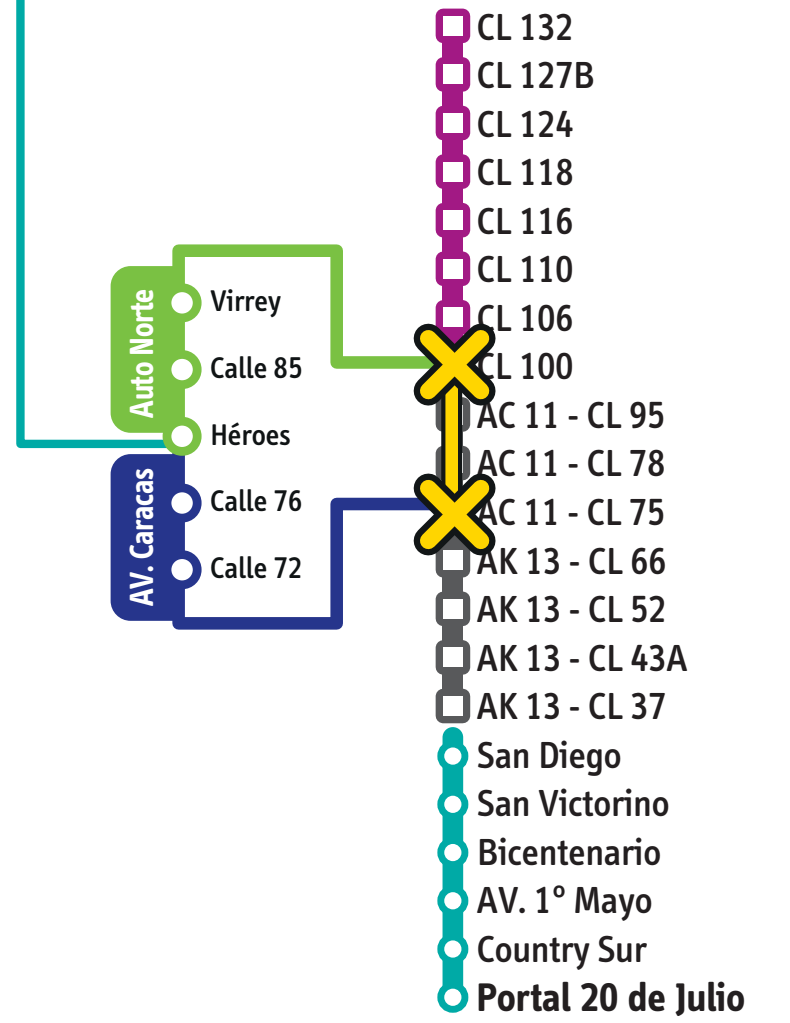 CL 132
CL 127B
CL 124
CL 118
CL 116
CL 110
CL 106
CL 100
AC 11 - CL 95
AC 11 - CL 78
AC 11 - CL 75
AK 13 - CL 66
AK 13 - CL 52
AK 13 - CL 43A
AK 13 - CL 37
San Diego
San Victorino
Bicentenario
AV. 1° Mayo
Country Sur
Portal 20 de Julio
Auto Norte
Virrey
Calle 85
Héroes
AV. Caracas
Calle 76
Calle 72